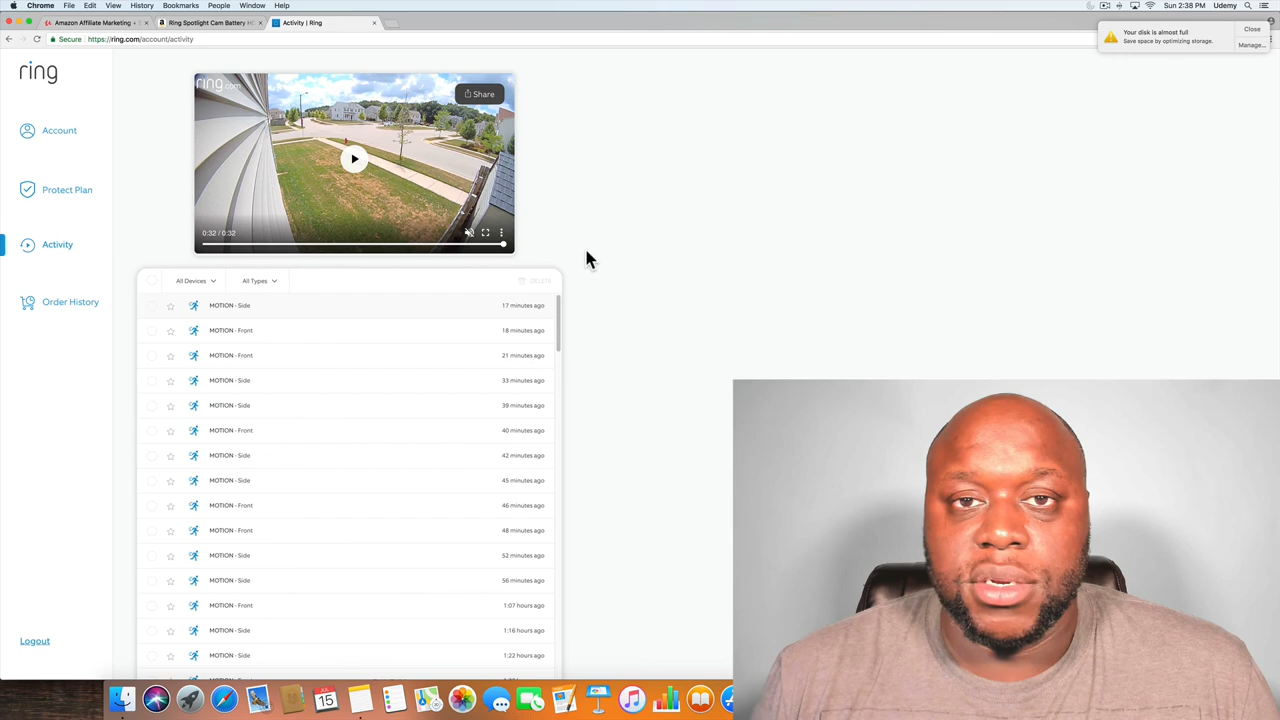 Chrome File Edit View History Bookmarks People Window Help
Sun 2:38 PM Udemy
Amazon Affiliate Marketing
Ring Spotlight Cam Battery H
Activity | Ring
Secure https://ring.com/account/activity
Your disk is almost full
Save space by optimizing storage.
Close
Manage...
ring
Account
Protect Plan
Activity
Order History
Logout
ring.com
Share
0:32 / 0:32
All Devices All Types DELETE
MOTION - Side 17 minutes ago
MOTION - Front 18 minutes ago
MOTION - Front 21 minutes ago
MOTION - Side 33 minutes ago
MOTION - Side 39 minutes ago
MOTION - Front 40 minutes ago
MOTION - Side 42 minutes ago
MOTION - Side 45 minutes ago
MOTION - Front 46 minutes ago
MOTION - Front 48 minutes ago
MOTION - Side 52 minutes ago
MOTION - Side 56 minutes ago
MOTION - Front 1:07 hours ago
MOTION - Side 1:16 hours ago
MOTION - Side 1:22 hours ago
15